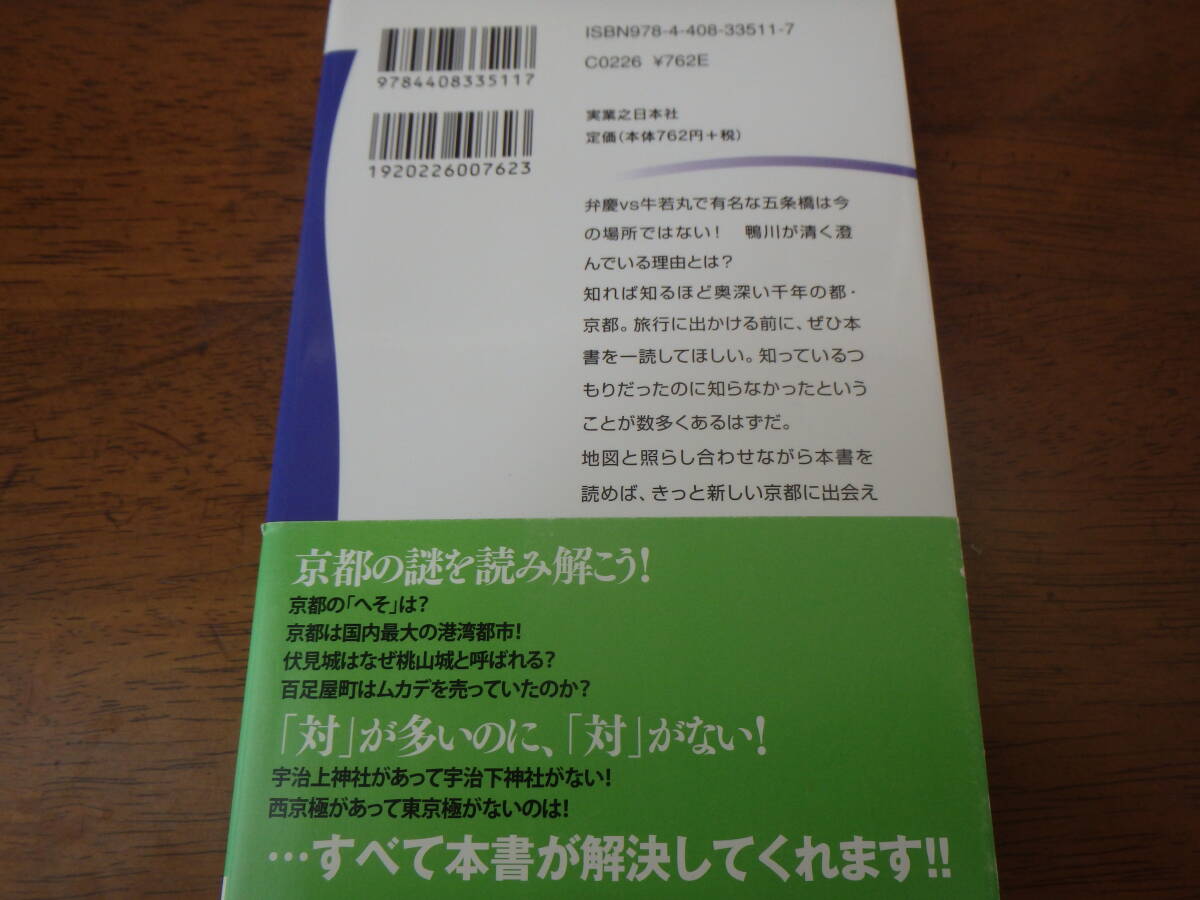 ISBN978-4-408-33511-7
C0226 ¥762E
9784408335117
1920226007623
実業之日本社
定価(本体762円+税)
弁慶vs牛若丸で有名な五条橋は今
の場所ではない! 鴨川が清く澄
んでいる理由とは?
知れば知るほど奥深い千年の都・
京都。旅行に出かける前に、ぜひ本
書を一読してほしい。知っているつ
もりだったのに知らなかったという
ことが数多くあるはずだ。
地図と照らし合わせながら本書を
読めば、きっと新しい京都に出会え
京都の謎を読み解こう!
京都の「へそ」は?
京都は国内最大の港湾都市!
伏見城はなぜ桃山城と呼ばれる?
百足屋町はムカデを売っていたのか?
「対」が多いのに、「対」がない!
宇治上神社があって宇治下神社がない!
西京極があって東京極がないのは!
…すべて本書が解決してくれます!!